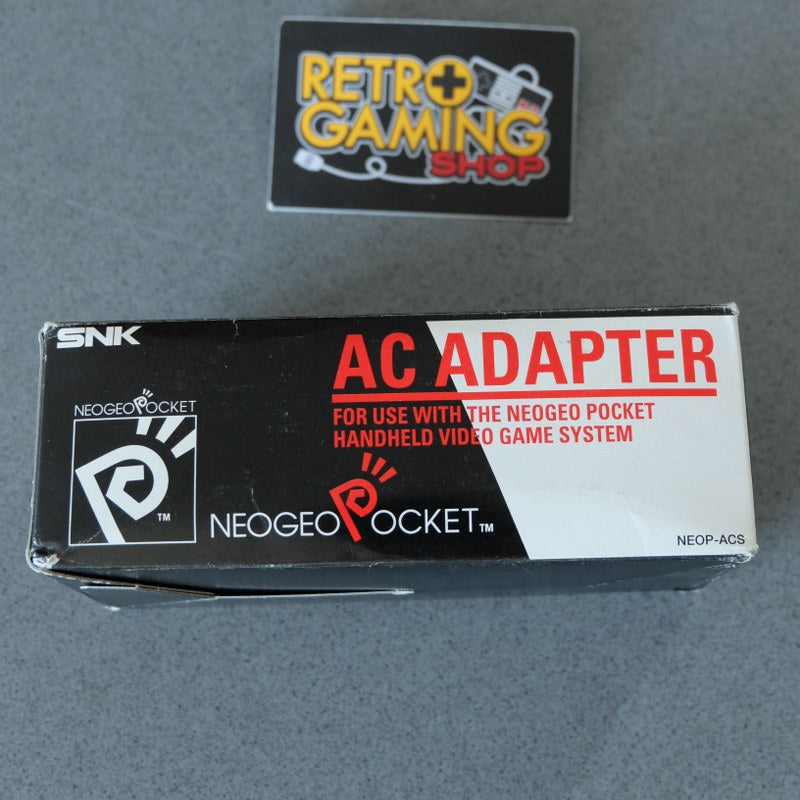 RETRO
GAMING
SHOP
SNK
AC ADAPTER
FOR USE WITH THE NEOGEO POCKET
HANDHELD VIDEO GAME SYSTEM
NEOGEO POCKET
TM
NEOGEO POCKET TM
NEOP-ACS